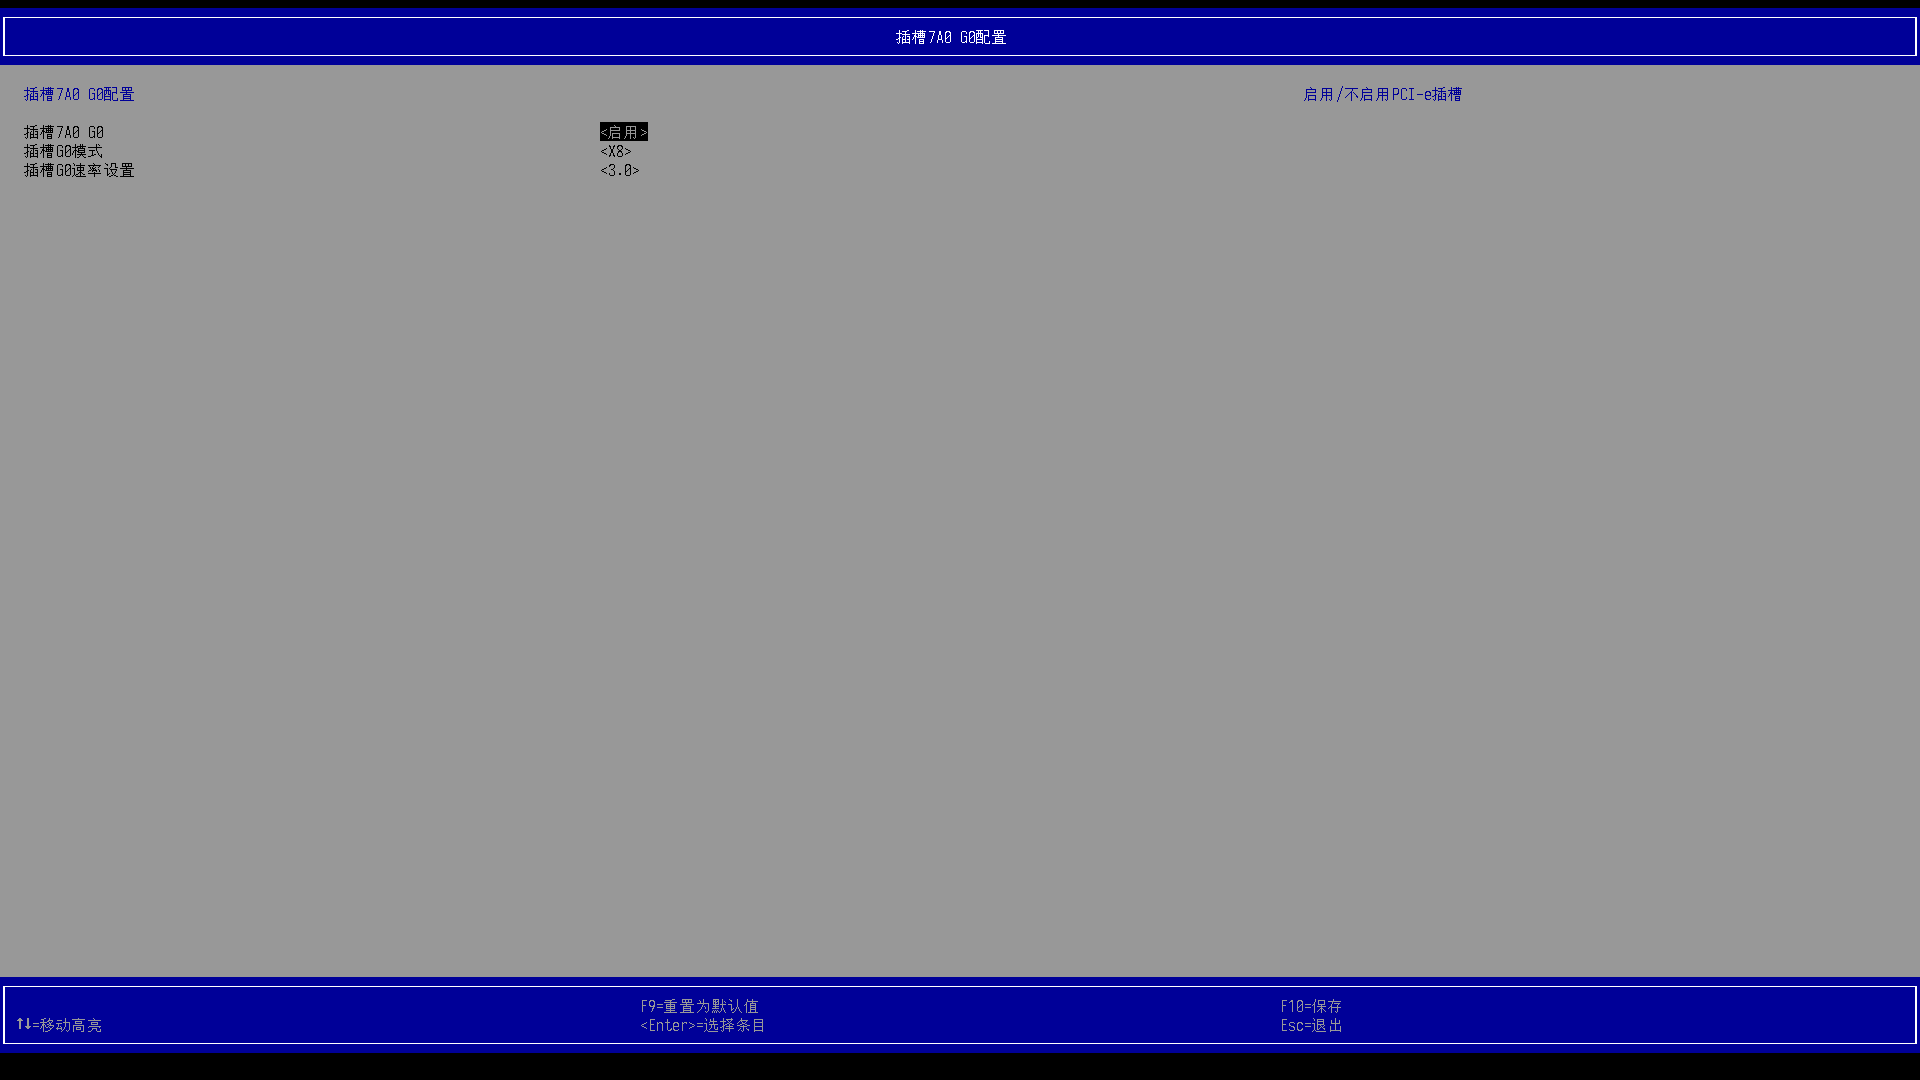 插槽7A0 G0配置
插槽7A0 G0配置
启用/不启用PCI-e插槽
插槽7A0 G0 <启用>
插槽G0模式 <X8>
插槽G0速率设置 <3.0>
F9=重置为默认值 F10=保存
↑↓=移动高亮 <Enter>=选择条目 Esc=退出